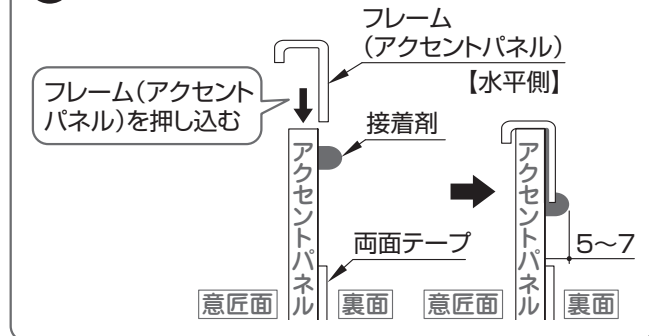 フレーム
(アクセントパネル)
【水平側】
フレーム(アクセント
パネル)を押し込む
接着剤
アクセントパネル
両面テープ
意匠面
裏面
アクセントパネル
5~7
意匠面
裏面